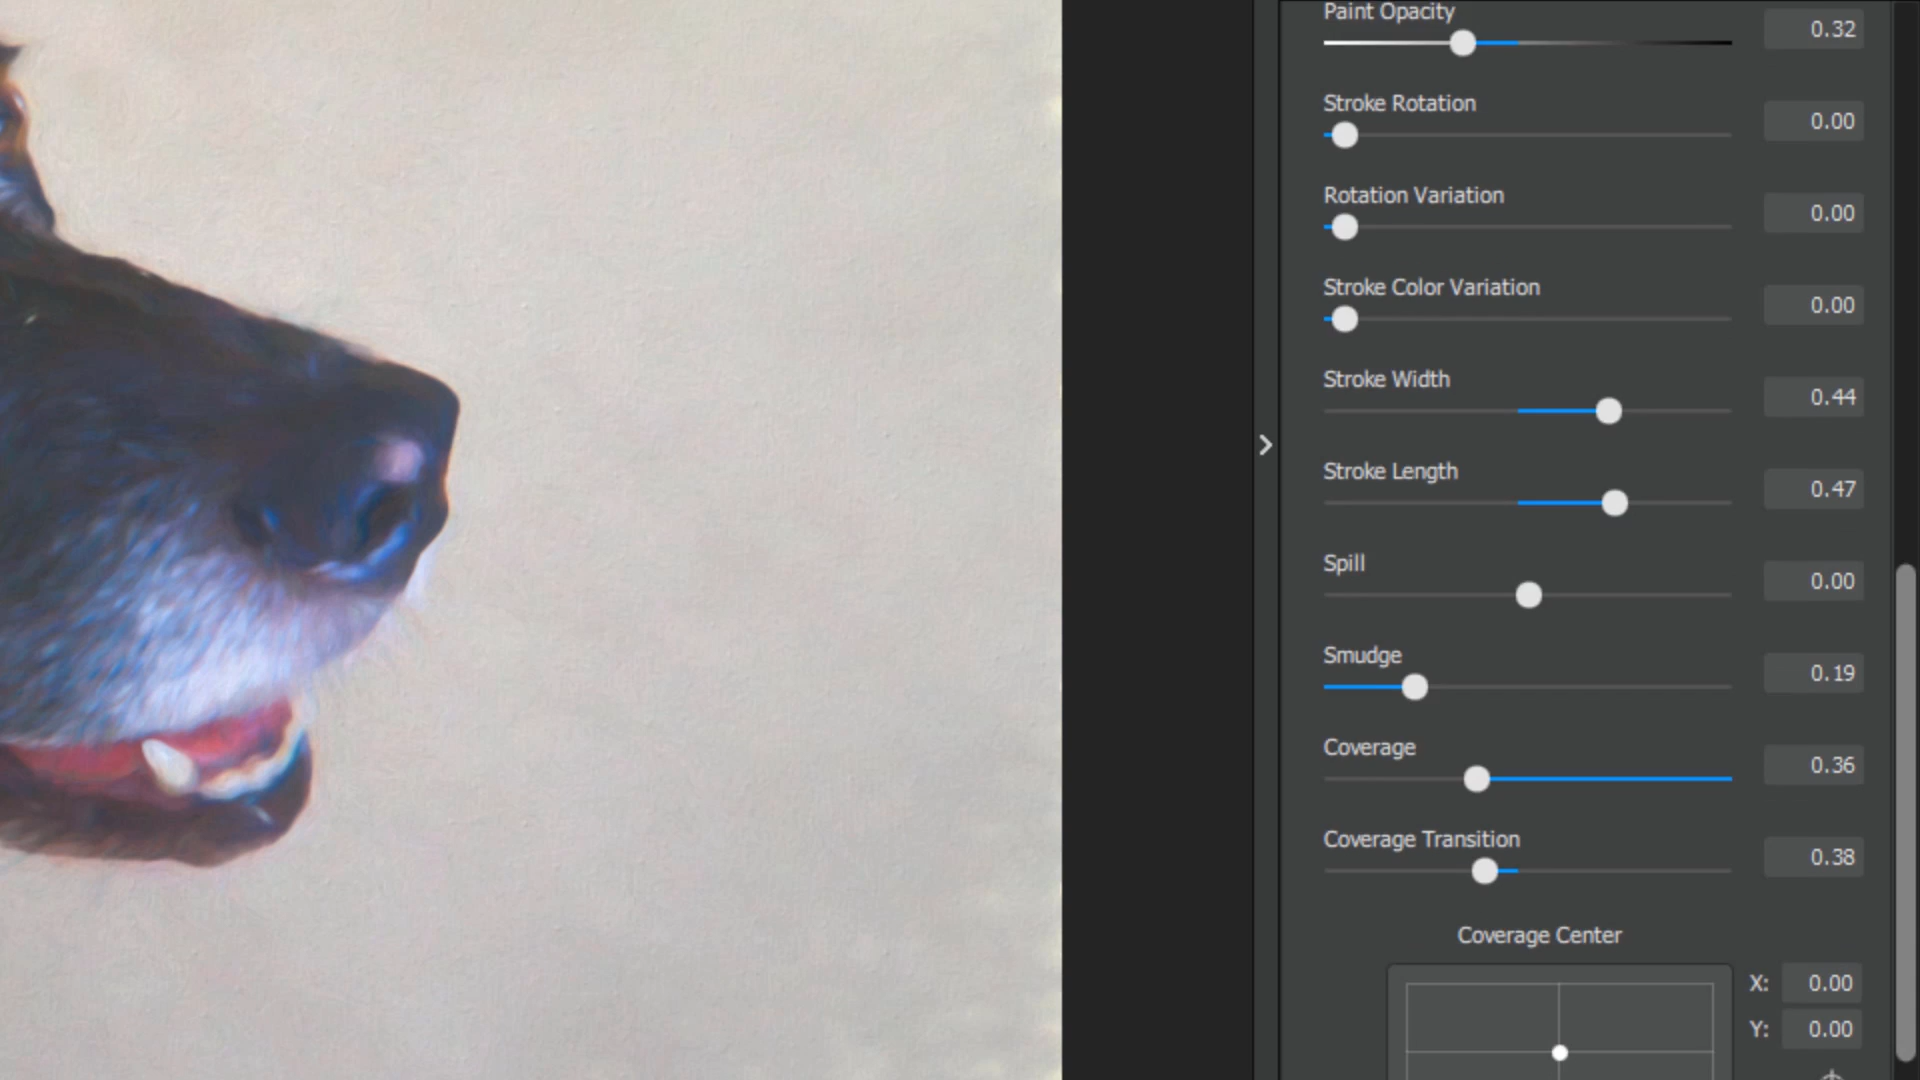 Paint Opacity
0.32
Stroke Rotation
0.00
Rotation Variation
0.00
Stroke Color Variation
0.00
Stroke Width
0.44
Stroke Length
0.47
Spill
0.00
Smudge
0.19
Coverage
0.36
Coverage Transition
0.38
Coverage Center
X: 0.00
Y: 0.00